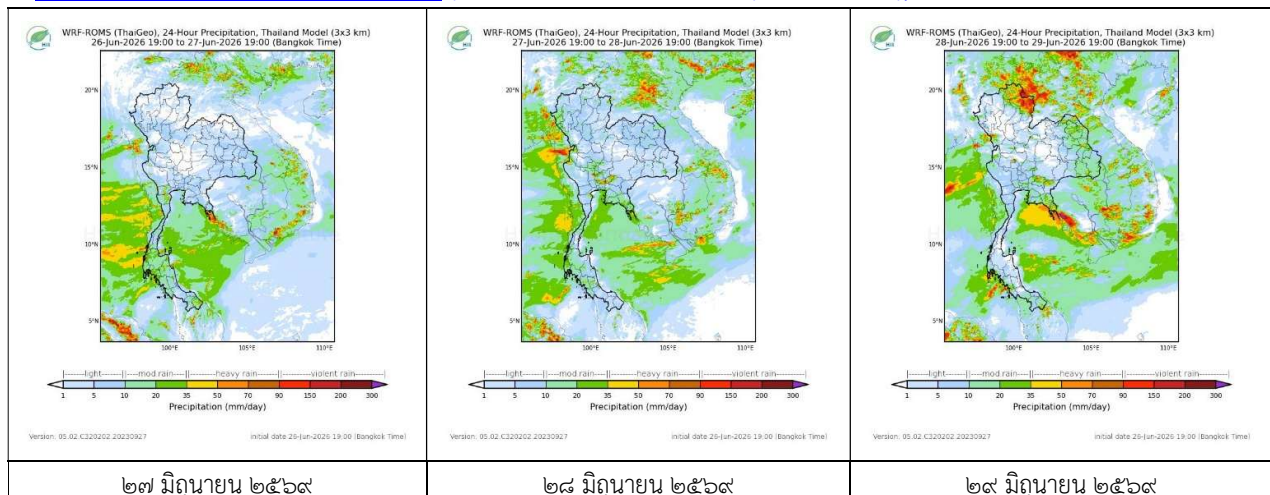 WRF-ROMS (ThaiGeo), 24-Hour Precipitation, Thailand Model (3x3 km)
26-Jun-2026 19:00 to 27-Jun-2026 19:00 (Bangkok Time)
20°N
15°N
10°N
5°N
100°E 105°E 110°E
|--------light--------||----mod.rain----||---------heavy rain---------||---------violent rain---------|
1 5 10 20 35 50 70 90 150 200 300
Precipitation (mm/day)
Version: 05.02.C320202.20230927 Initial date 26-Jun-2026 19:00 (Bangkok Time)
๒๗ มิถุนายน ๒๕๖๙
WRF-ROMS (ThaiGeo), 24-Hour Precipitation, Thailand Model (3x3 km)
27-Jun-2026 19:00 to 28-Jun-2026 19:00 (Bangkok Time)
20°N
15°N
10°N
5°N
100°E 105°E 110°E
|--------light--------||----mod.rain----||---------heavy rain---------||---------violent rain---------|
1 5 10 20 35 50 70 90 150 200 300
Precipitation (mm/day)
Version: 05.02.C320202.20230927 Initial date 26-Jun-2026 19:00 (Bangkok Time)
๒๘ มิถุนายน ๒๕๖๙
WRF-ROMS (ThaiGeo), 24-Hour Precipitation, Thailand Model (3x3 km)
28-Jun-2026 19:00 to 29-Jun-2026 19:00 (Bangkok Time)
20°N
15°N
10°N
5°N
100°E 105°E 110°E
|--------light--------||----mod.rain----||---------heavy rain---------||---------violent rain---------|
1 5 10 20 35 50 70 90 150 200 300
Precipitation (mm/day)
Version: 05.02.C320202.20230927 Initial date 26-Jun-2026 19:00 (Bangkok Time)
๒๙ มิถุนายน ๒๕๖๙